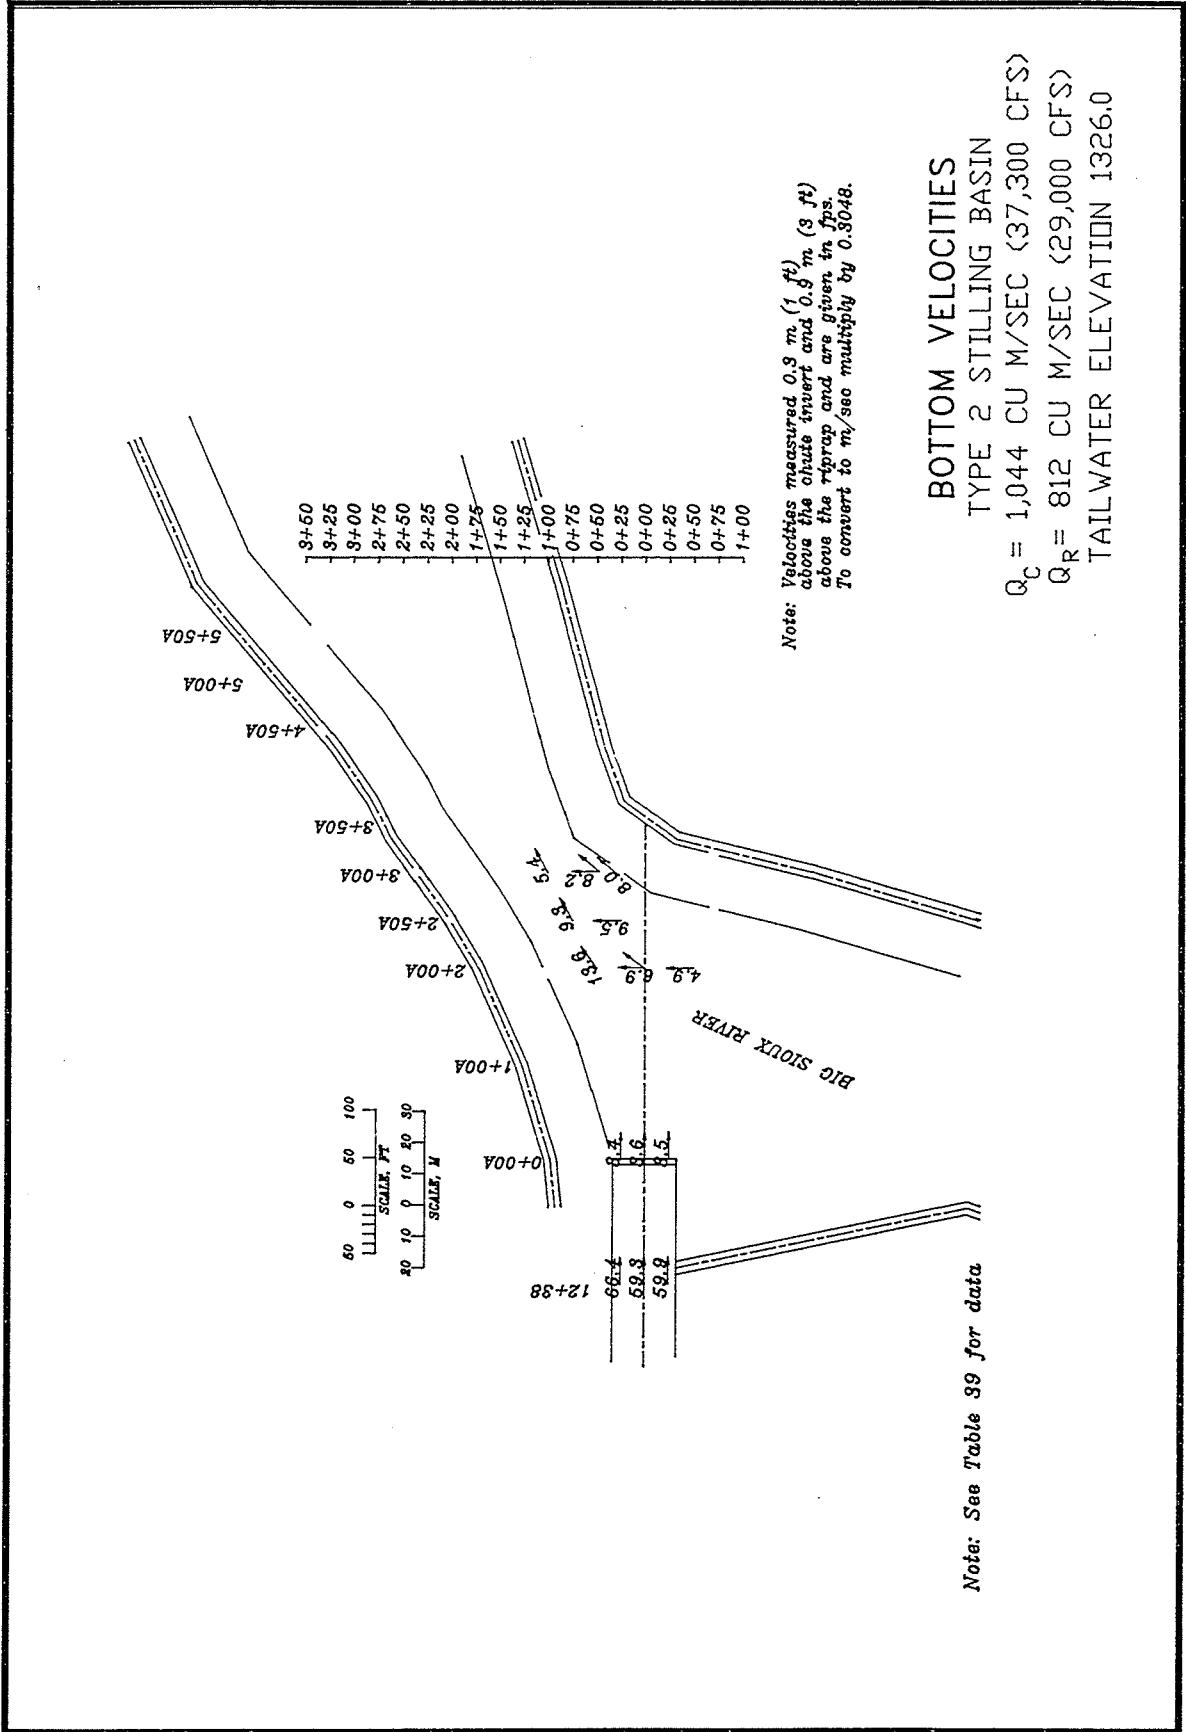 5+50A
5+00A
4+50A
3+50A
3+00A
2+50A
2+00A
1+00A
0+00A
12+38
3+50
3+25
3+00
2+75
2+50
2+25
2+00
1+75
1+50
1+25
1+00
0+75
0+50
0+25
0+00
0+25
0+50
0+75
1+00
50 0 50 100
SCALE, FT
20 10 0 10 20 30
SCALE, M
66.4
59.3
59.9
8.4
8.6
8.5
13.6
6.9
4.9
9.3
9.5
5.4
8.2
8.0
BIG SIOUX RIVER
Note: Velocities measured 0.3 m (1 ft)
above the chute invert and 0.9 m (3 ft)
above the riprap and are given in fps.
To convert to m/sec multiply by 0.3048.
Note: See Table 39 for data
BOTTOM VELOCITIES
TYPE 2 STILLING BASIN
QC = 1,044 CU M/SEC (37,300 CFS)
QR = 812 CU M/SEC (29,000 CFS)
TAILWATER ELEVATION 1326.0